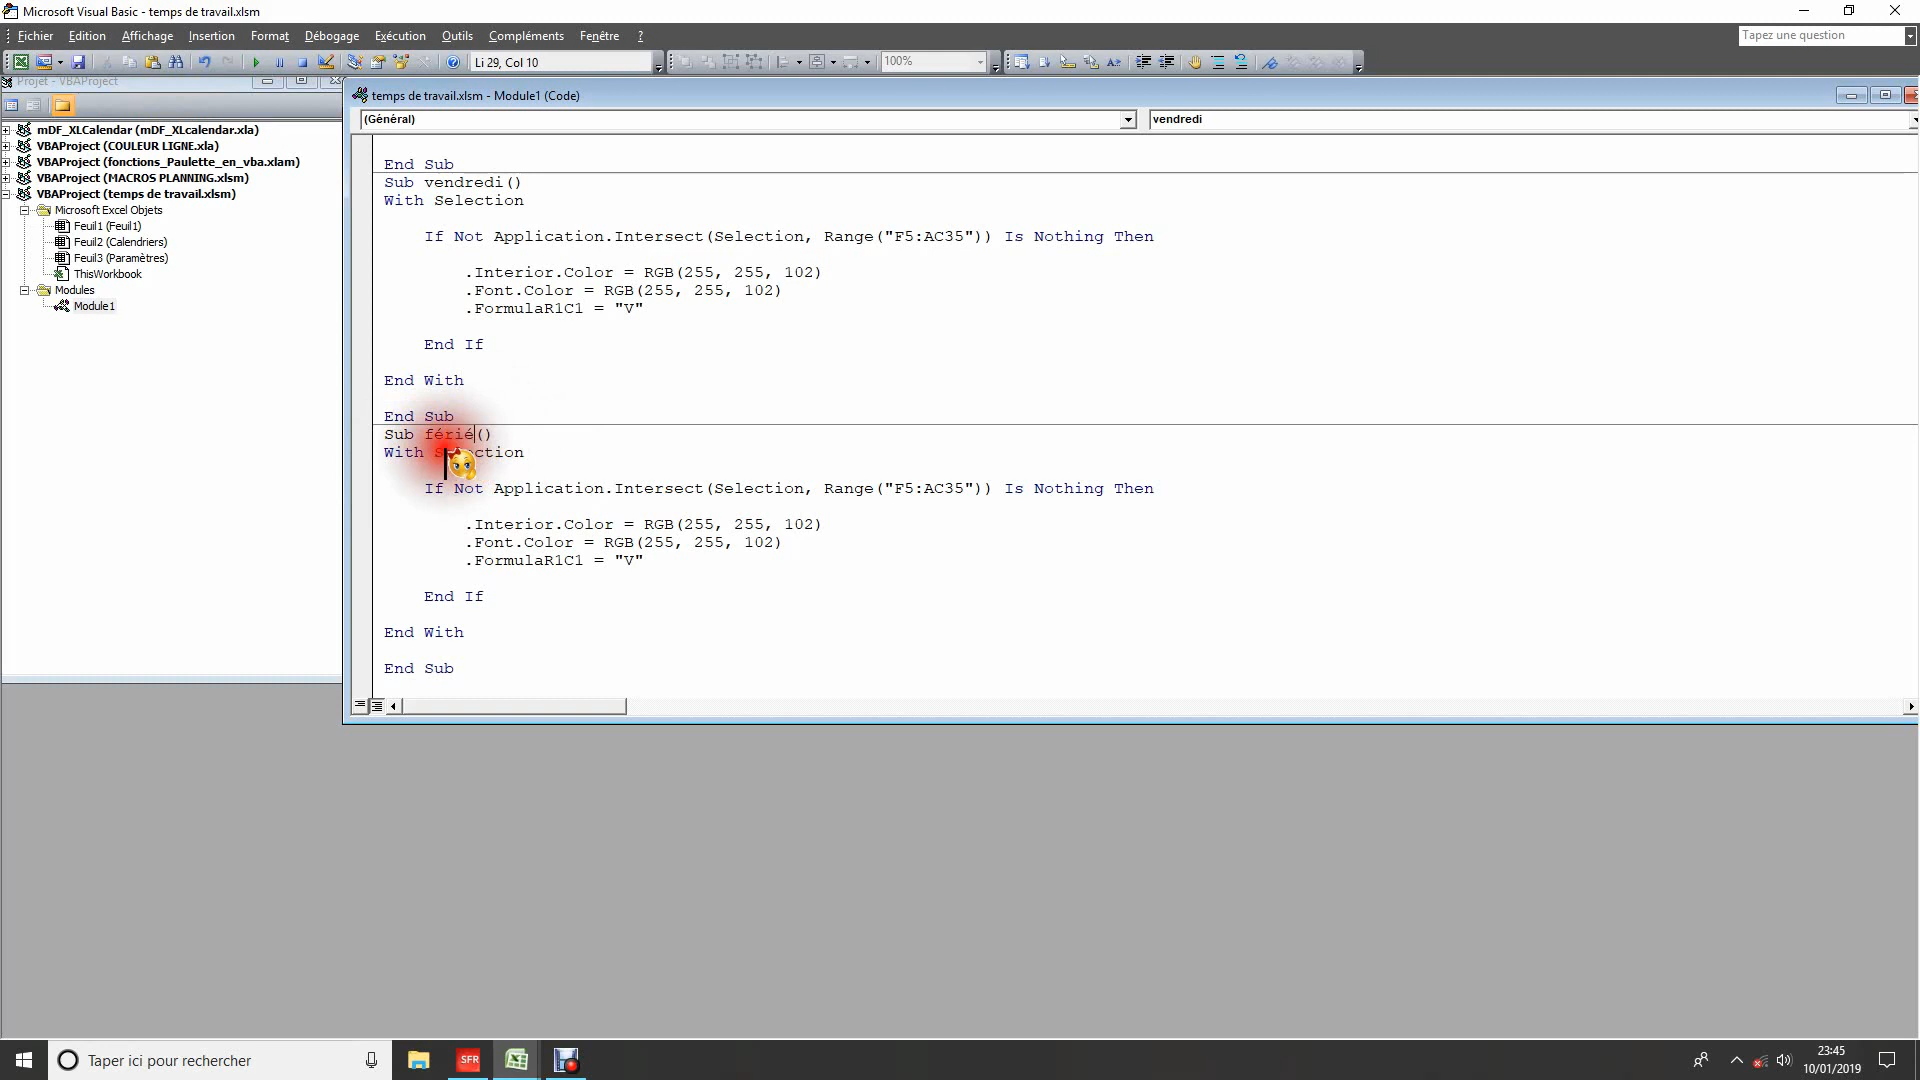 Microsoft Visual Basic - temps de travail.xlsm
Fichier Edition Affichage Insertion Format Débogage Exécution Outils Compléments Fenêtre ?
Tapez une question
Li 29, Col 10
100%
Projet - VBAProject
mDF_XLCalendar (mDF_XLcalendar.xla)
VBAProject (COULEUR LIGNE.xla)
VBAProject (fonctions_Paulette_en_vba.xlam)
VBAProject (MACROS PLANNING.xlsm)
VBAProject (temps de travail.xlsm)
Microsoft Excel Objets
Feuil1 (Feuil1)
Feuil2 (Calendriers)
Feuil3 (Paramètres)
ThisWorkbook
Modules
Module1
temps de travail.xlsm - Module1 (Code)
(Général)
vendredi
End Sub
Sub vendredi()
With Selection
If Not Application.Intersect(Selection, Range("F5:AC35")) Is Nothing Then
.Interior.Color = RGB(255, 255, 102)
.Font.Color = RGB(255, 255, 102)
.FormulaR1C1 = "V"
End If
End With
End Sub
Sub férié()
With Selection
If Not Application.Intersect(Selection, Range("F5:AC35")) Is Nothing Then
.Interior.Color = RGB(255, 255, 102)
.Font.Color = RGB(255, 255, 102)
.FormulaR1C1 = "V"
End If
End With
End Sub
Taper ici pour rechercher
SFR
23:45
10/01/2019